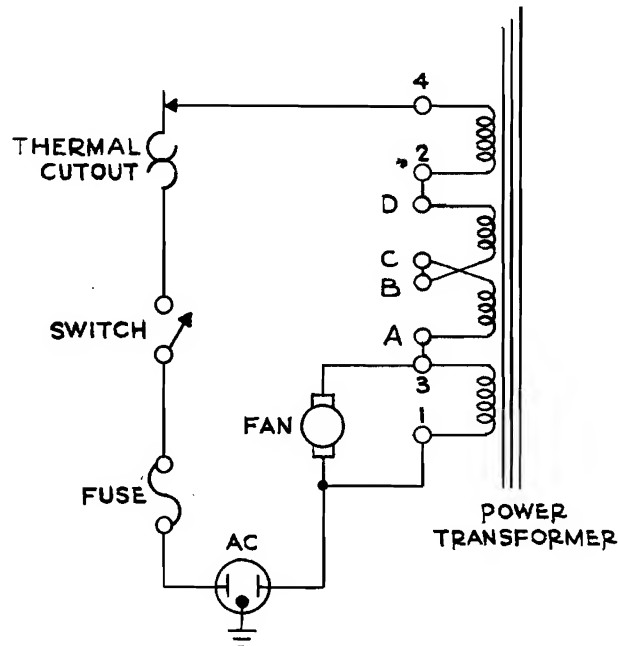 4
THERMAL
CUTOUT
2
D
C
B
SWITCH
A
3
FAN
1
FUSE
POWER
TRANSFORMER
AC